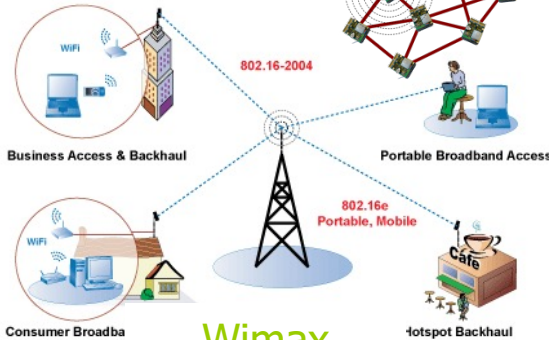 WiFi
802.16-2004
Business Access & Backhaul
Portable Broadband Access
802.16e
Portable, Mobile
WiFi
Café
Consumer Broadba
Wimax
Hotspot Backhaul